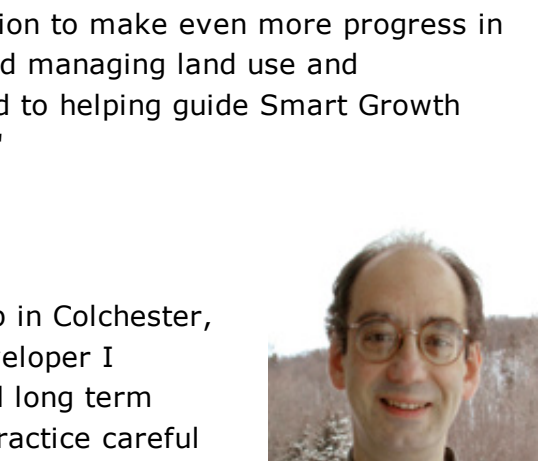 ion to make even more progress in
d managing land use and
d to helping guide Smart Growth
in Colchester,
eloper I
long term
ractice careful